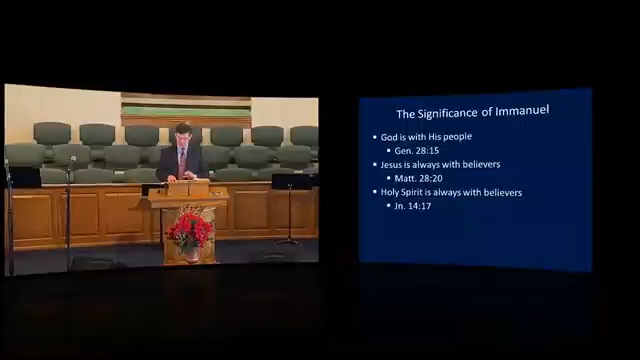 The Significance of Immanuel
▪ God is with His people
▪ Gen. 28:15
▪ Jesus is always with believers
▪ Matt. 28:20
▪ Holy Spirit is always with believers
▪ Jn. 14:17